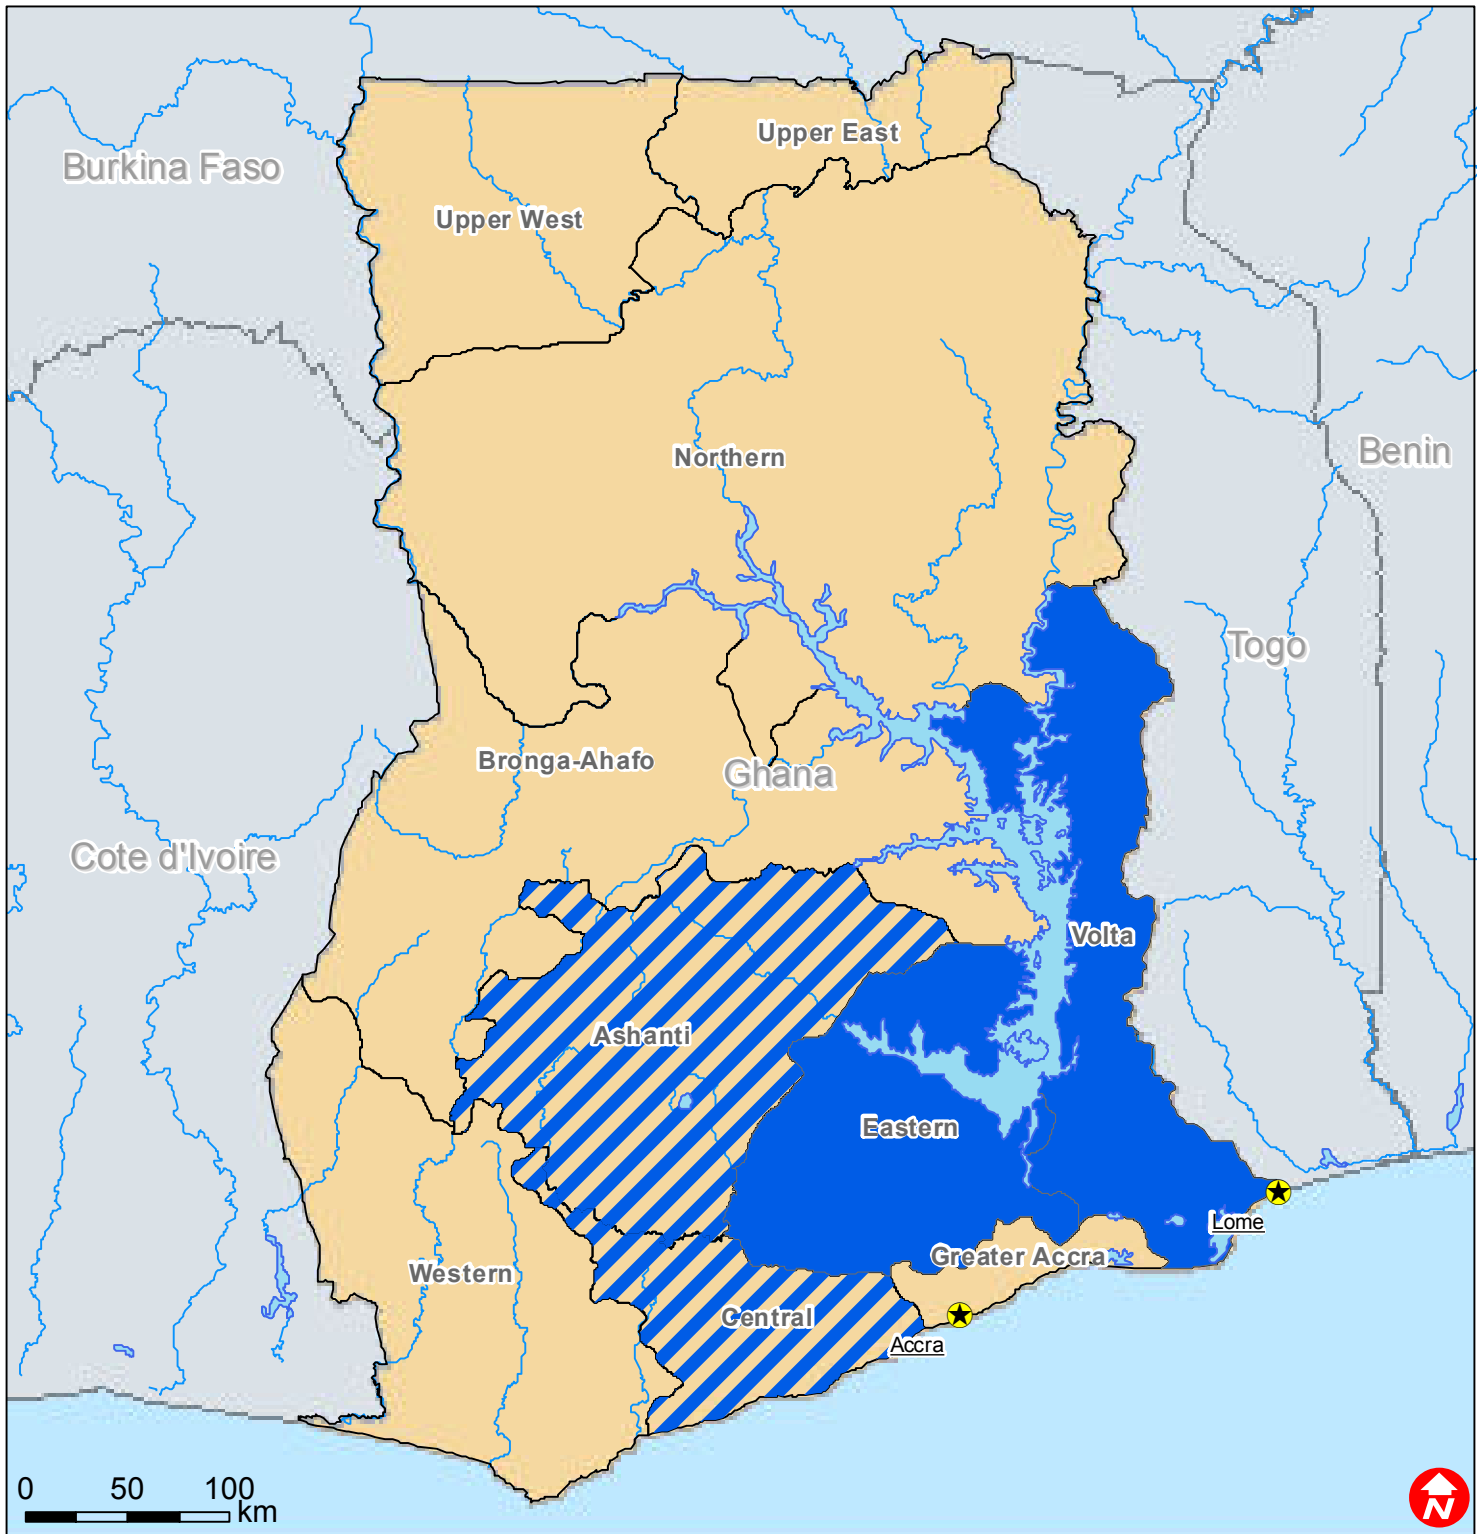 Upper East
Burkina Faso
Upper West
Northern
Benin
Togo
Bronga-Ahafo
Ghana
Cote d'Ivoire
Volta
Ashanti
Eastern
Lome
Greater Accra
Western
Central
Accra
0 50 100
km
N